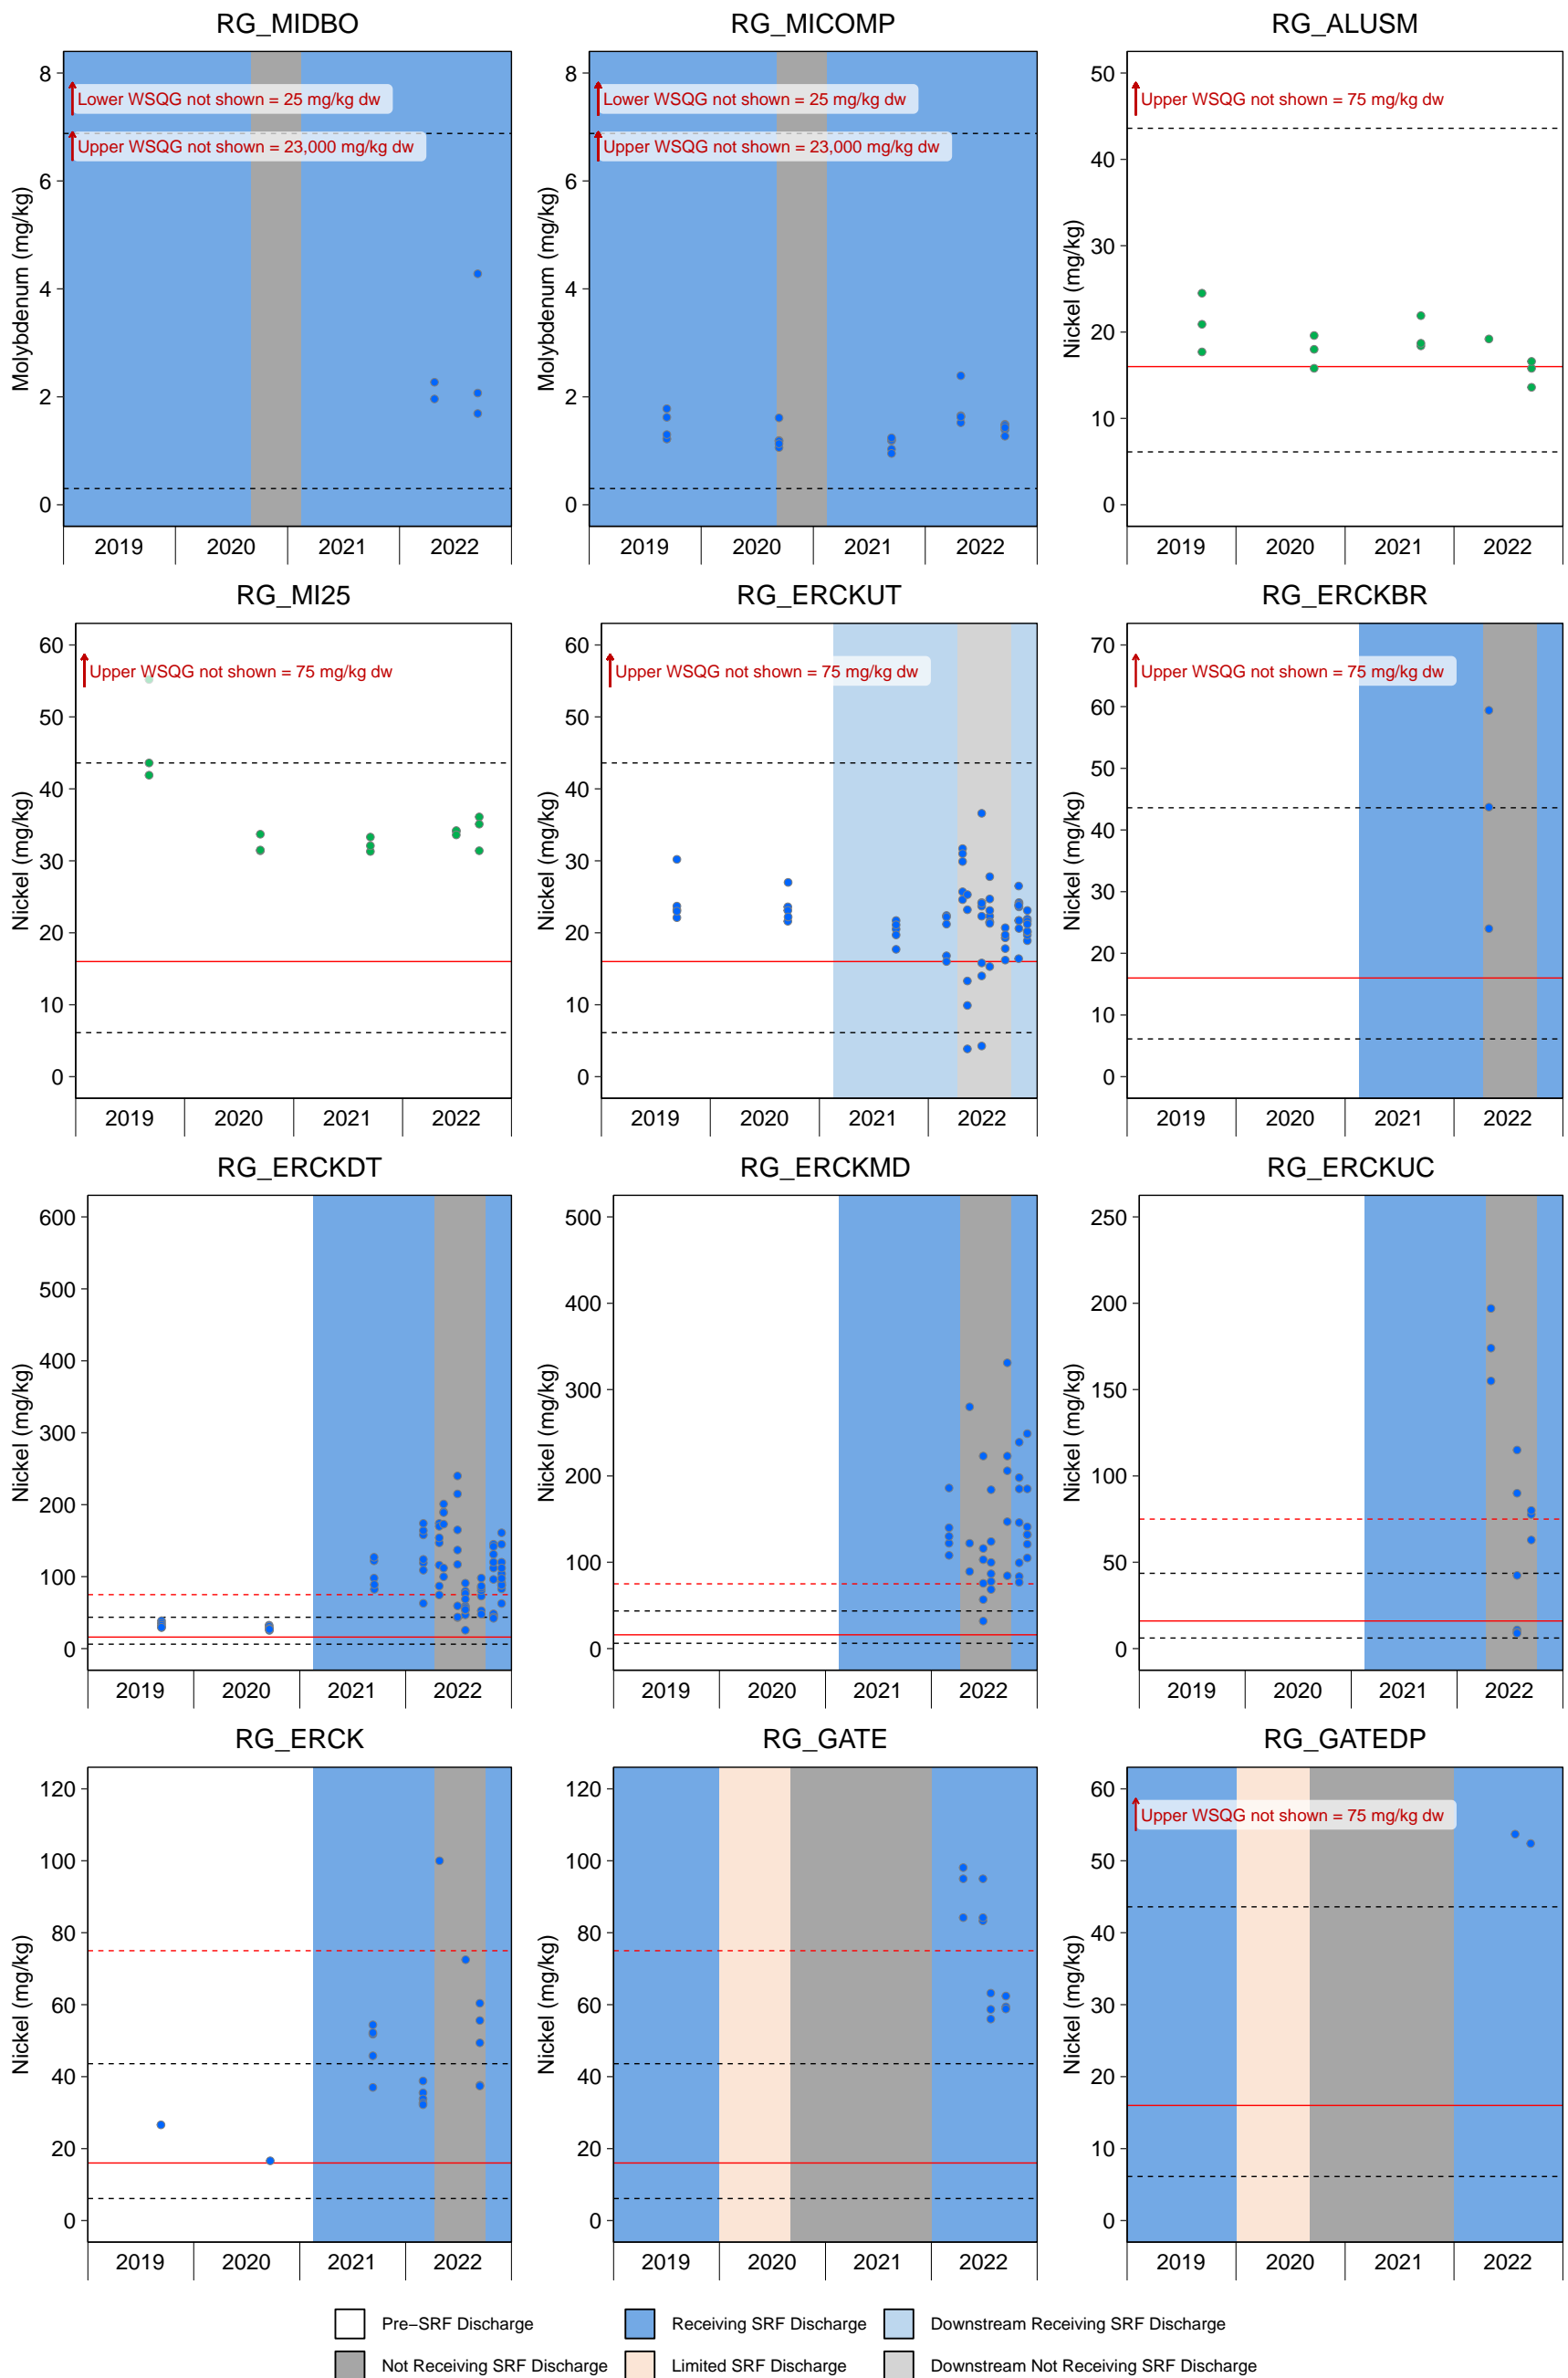 RG_MIDBO
RG_MICOMP
RG_ALUSM
Molybdenum (mg/kg)
8
6
4
2
0
Lower WSQG not shown = 25 mg/kg dw
Upper WSQG not shown = 23,000 mg/kg dw
2019 2020 2021 2022
Molybdenum (mg/kg)
8
6
4
2
0
Lower WSQG not shown = 25 mg/kg dw
Upper WSQG not shown = 23,000 mg/kg dw
2019 2020 2021 2022
Nickel (mg/kg)
50
40
30
20
10
0
Upper WSQG not shown = 75 mg/kg dw
2019 2020 2021 2022
RG_MI25
RG_ERCKUT
RG_ERCKBR
Nickel (mg/kg)
60
50
40
30
20
10
0
Upper WSQG not shown = 75 mg/kg dw
2019 2020 2021 2022
Nickel (mg/kg)
60
50
40
30
20
10
0
Upper WSQG not shown = 75 mg/kg dw
2019 2020 2021 2022
Nickel (mg/kg)
70
60
50
40
30
20
10
0
Upper WSQG not shown = 75 mg/kg dw
2019 2020 2021 2022
RG_ERCKDT
RG_ERCKMD
RG_ERCKUC
Nickel (mg/kg)
600
500
400
300
200
100
0
2019 2020 2021 2022
Nickel (mg/kg)
500
400
300
200
100
0
2019 2020 2021 2022
Nickel (mg/kg)
250
200
150
100
50
0
2019 2020 2021 2022
RG_ERCK
RG_GATE
RG_GATEDP
Nickel (mg/kg)
120
100
80
60
40
20
0
2019 2020 2021 2022
Nickel (mg/kg)
120
100
80
60
40
20
0
2019 2020 2021 2022
Nickel (mg/kg)
60
50
40
30
20
10
0
Upper WSQG not shown = 75 mg/kg dw
2019 2020 2021 2022
Pre−SRF Discharge
Receiving SRF Discharge
Downstream Receiving SRF Discharge
Not Receiving SRF Discharge
Limited SRF Discharge
Downstream Not Receiving SRF Discharge